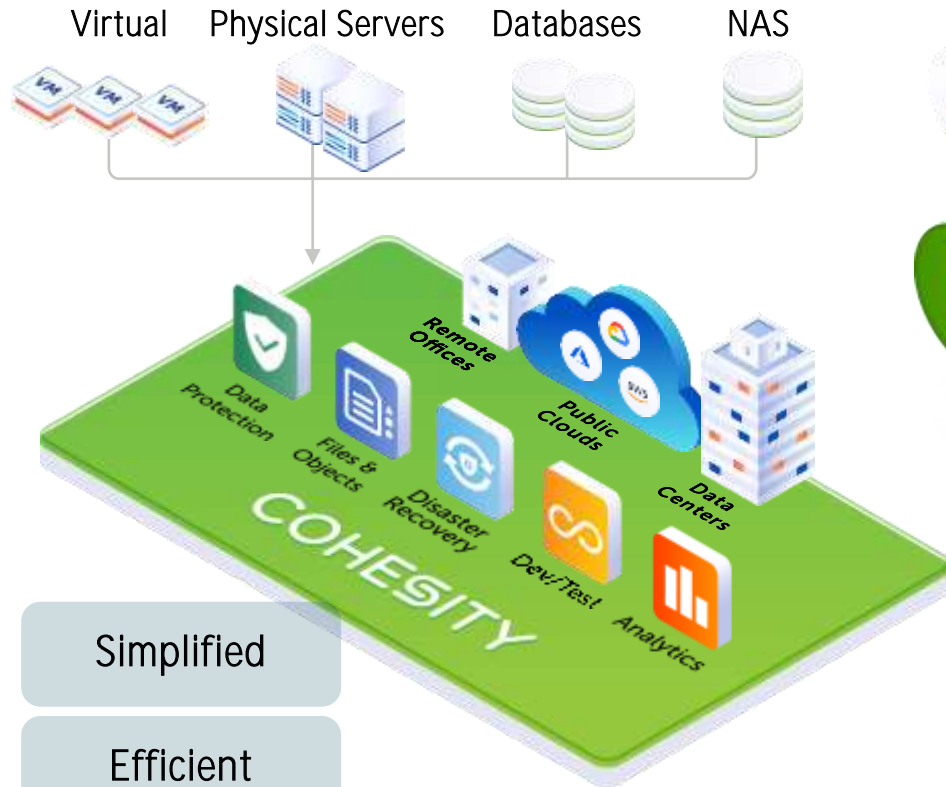 Virtual
Physical Servers
Databases
NAS
VM
VM
VM
Remote
Offices
Public
Clouds
aws
Data
Centers
Data
Protection
Files &
Objects
Disaster
Recovery
Dev/Test
Analytics
COHESITY
Simplified
Efficient